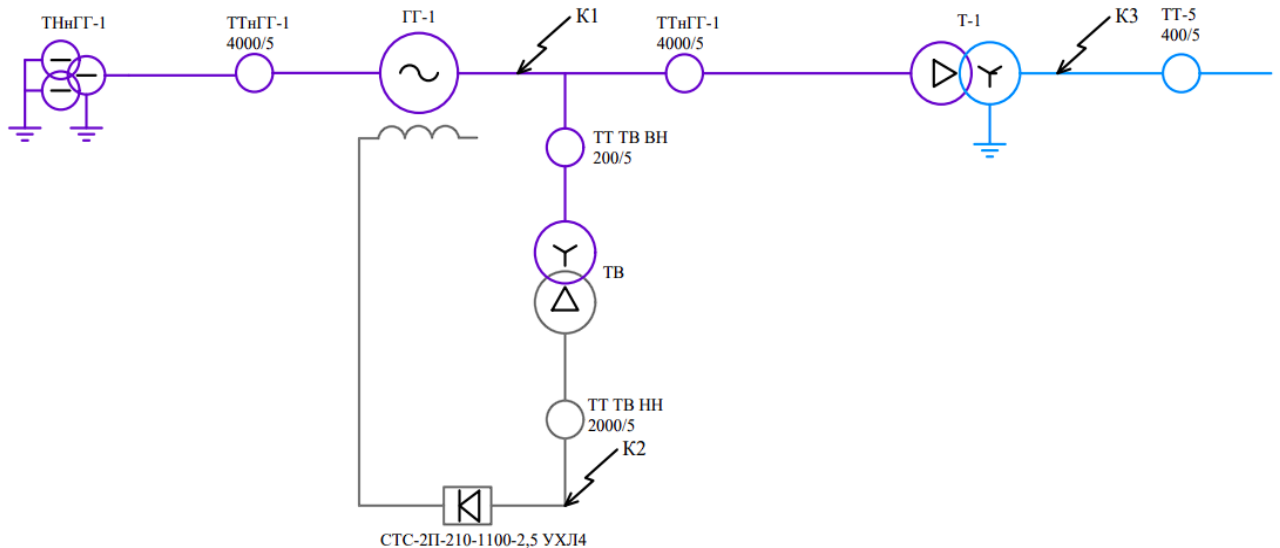 ТНнГГ-1
ТТнГГ-1
4000/5
ГГ-1
К1
ТТнГГ-1
4000/5
Т-1
К3
ТТ-5
400/5
ТТ ТВ ВН
200/5
ТВ
ТТ ТВ НН
2000/5
К2
СТС-2П-210-1100-2,5 УХЛ4